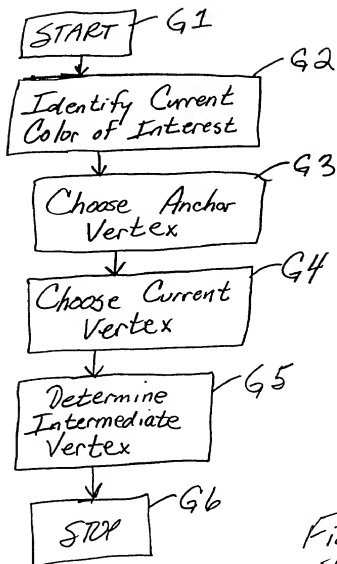 START G1
G2
Identify Current
Color of Interest
G3
Choose Anchor
Vertex
G4
Choose Current
Vertex
G5
Determine
Intermediate
Vertex
G6
STOP